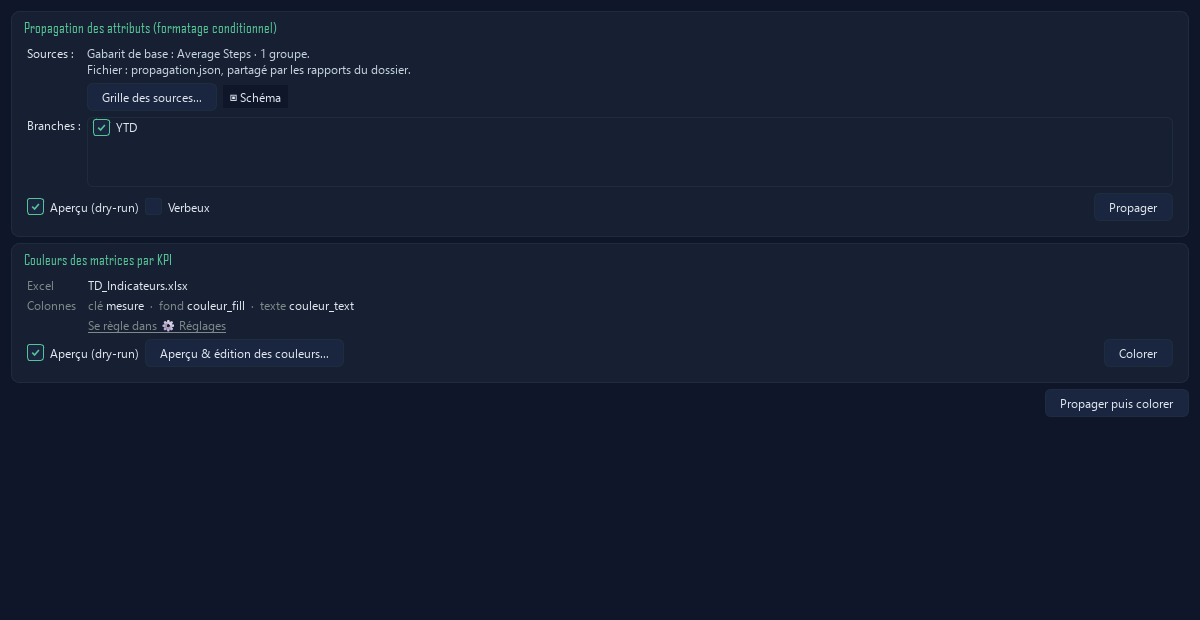 Propagation des attributs (formatage conditionnel)
Sources : Gabarit de base : Average Steps · 1 groupe.
Fichier : propagation.json, partagé par les rapports du dossier.
Grille des sources... Schéma
Branches : YTD
Aperçu (dry-run) Verbeux Propager
Couleurs des matrices par KPI
Excel TD_Indicateurs.xlsx
Colonnes clé mesure · fond couleur_fill · texte couleur_text
Se règle dans ⚙ Réglages
Aperçu (dry-run) Aperçu & édition des couleurs... Colorer
Propager puis colorer